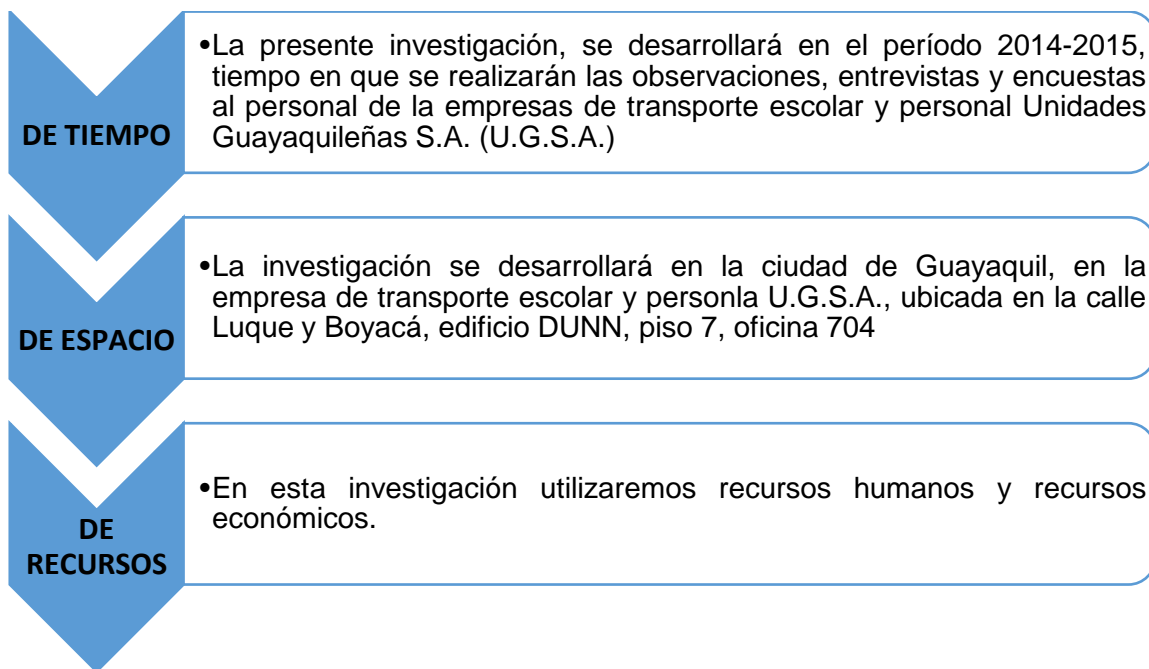 DE TIEMPO
•La presente investigación, se desarrollará en el período 2014-2015,
tiempo en que se realizarán las observaciones, entrevistas y encuestas
al personal de la empresas de transporte escolar y personal Unidades
Guayaquileñas S.A. (U.G.S.A.)
DE ESPACIO
•La investigación se desarrollará en la ciudad de Guayaquil, en la
empresa de transporte escolar y personla U.G.S.A., ubicada en la calle
Luque y Boyacá, edificio DUNN, piso 7, oficina 704
DE
RECURSOS
•En esta investigación utilizaremos recursos humanos y recursos
económicos.